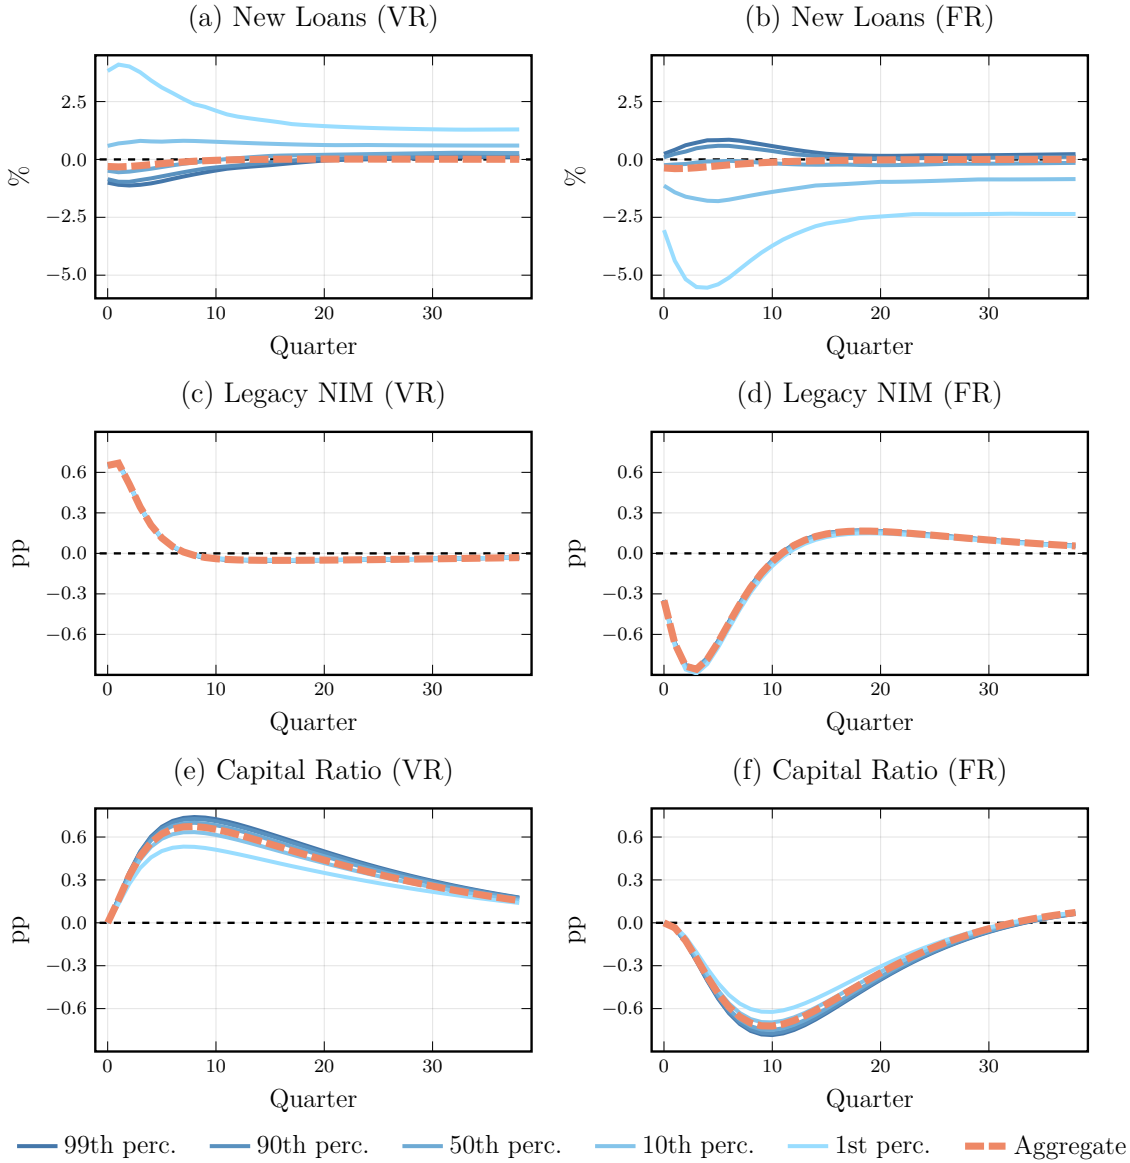 (a) New Loans (VR)
2.5
0.0
−2.5
−5.0
%
0 10 20 30
Quarter
(b) New Loans (FR)
2.5
0.0
−2.5
−5.0
%
0 10 20 30
Quarter
(c) Legacy NIM (VR)
0.6
0.3
0.0
−0.3
−0.6
pp
0 10 20 30
Quarter
(d) Legacy NIM (FR)
0.6
0.3
0.0
−0.3
−0.6
pp
0 10 20 30
Quarter
(e) Capital Ratio (VR)
0.6
0.3
0.0
−0.3
−0.6
pp
0 10 20 30
Quarter
(f) Capital Ratio (FR)
0.6
0.3
0.0
−0.3
−0.6
pp
0 10 20 30
Quarter
99th perc. 90th perc. 50th perc. 10th perc. 1st perc. Aggregate